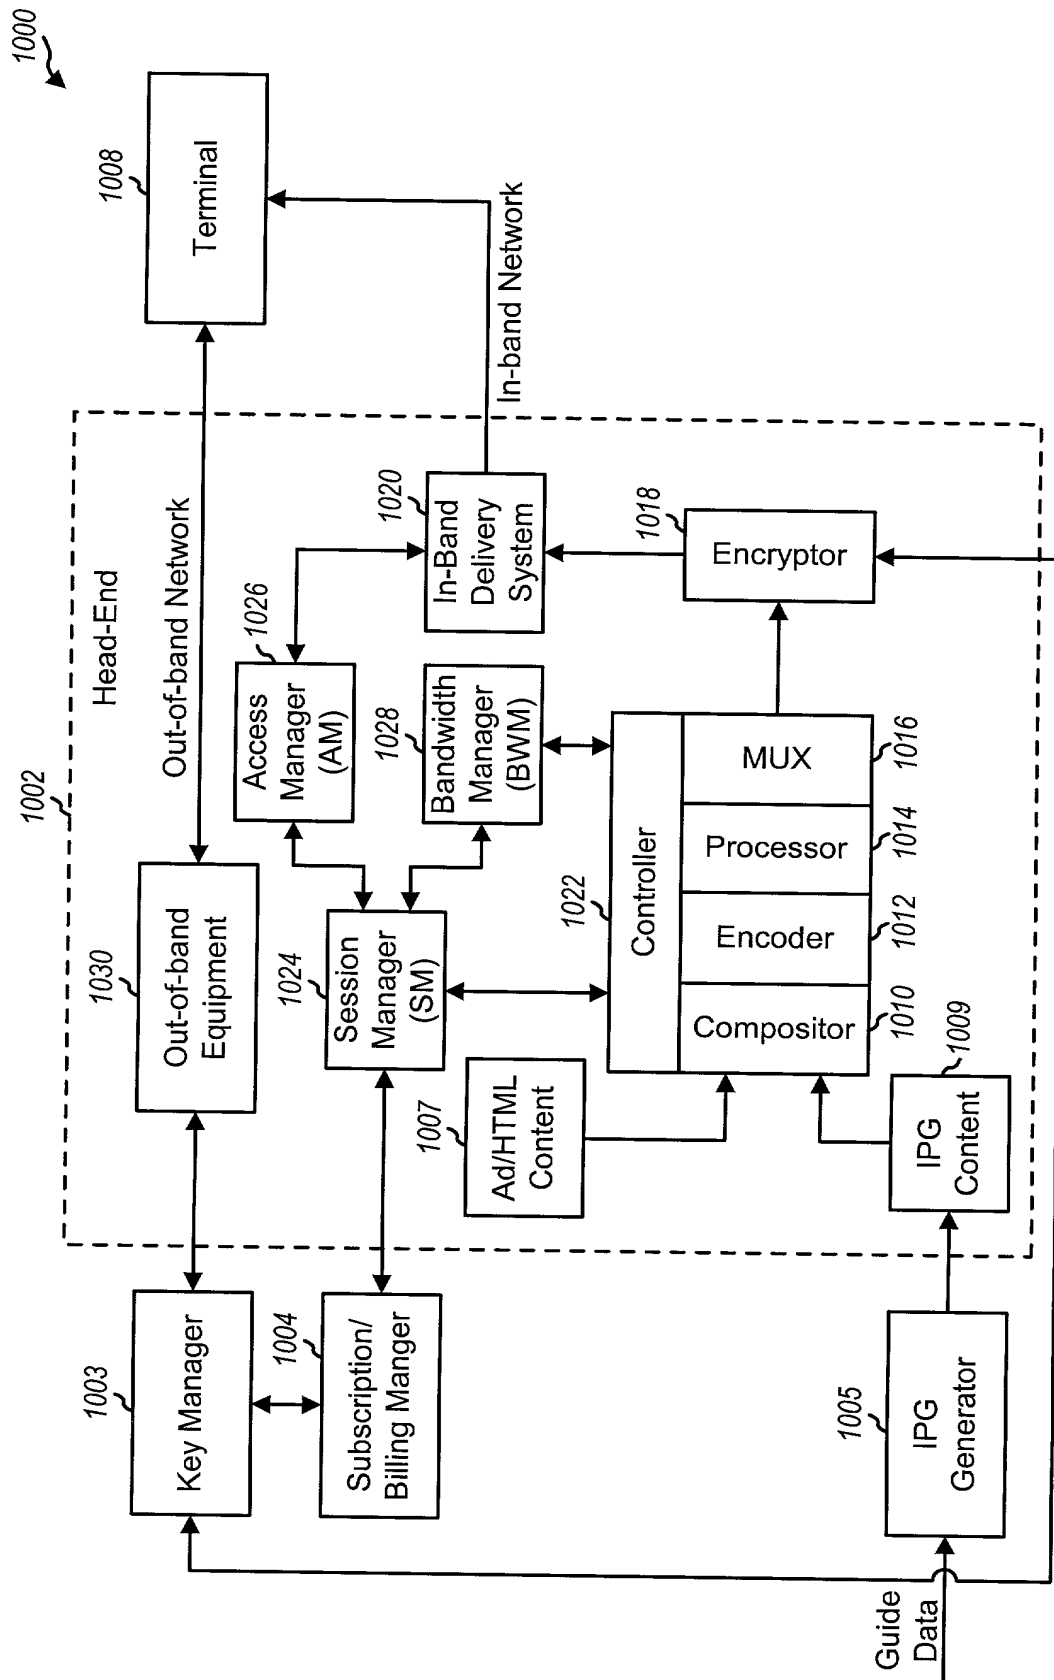 1000
1002
Head-End
1003
Key Manager
1030
Out-of-band
Equipment
Out-of-band Network
1008
Terminal
1004
Subscription/
Billing Manger
1024
Session
Manager
(SM)
1026
Access
Manager
(AM)
1028
Bandwidth
Manager
(BWM)
1020
In-Band
Delivery
System
In-band Network
1007
Ad/HTML
Content
1022
Controller
Compositor
1010
Encoder
1012
Processor
1014
MUX
1016
1018
Encryptor
Guide
Data
1005
IPG
Generator
1009
IPG
Content